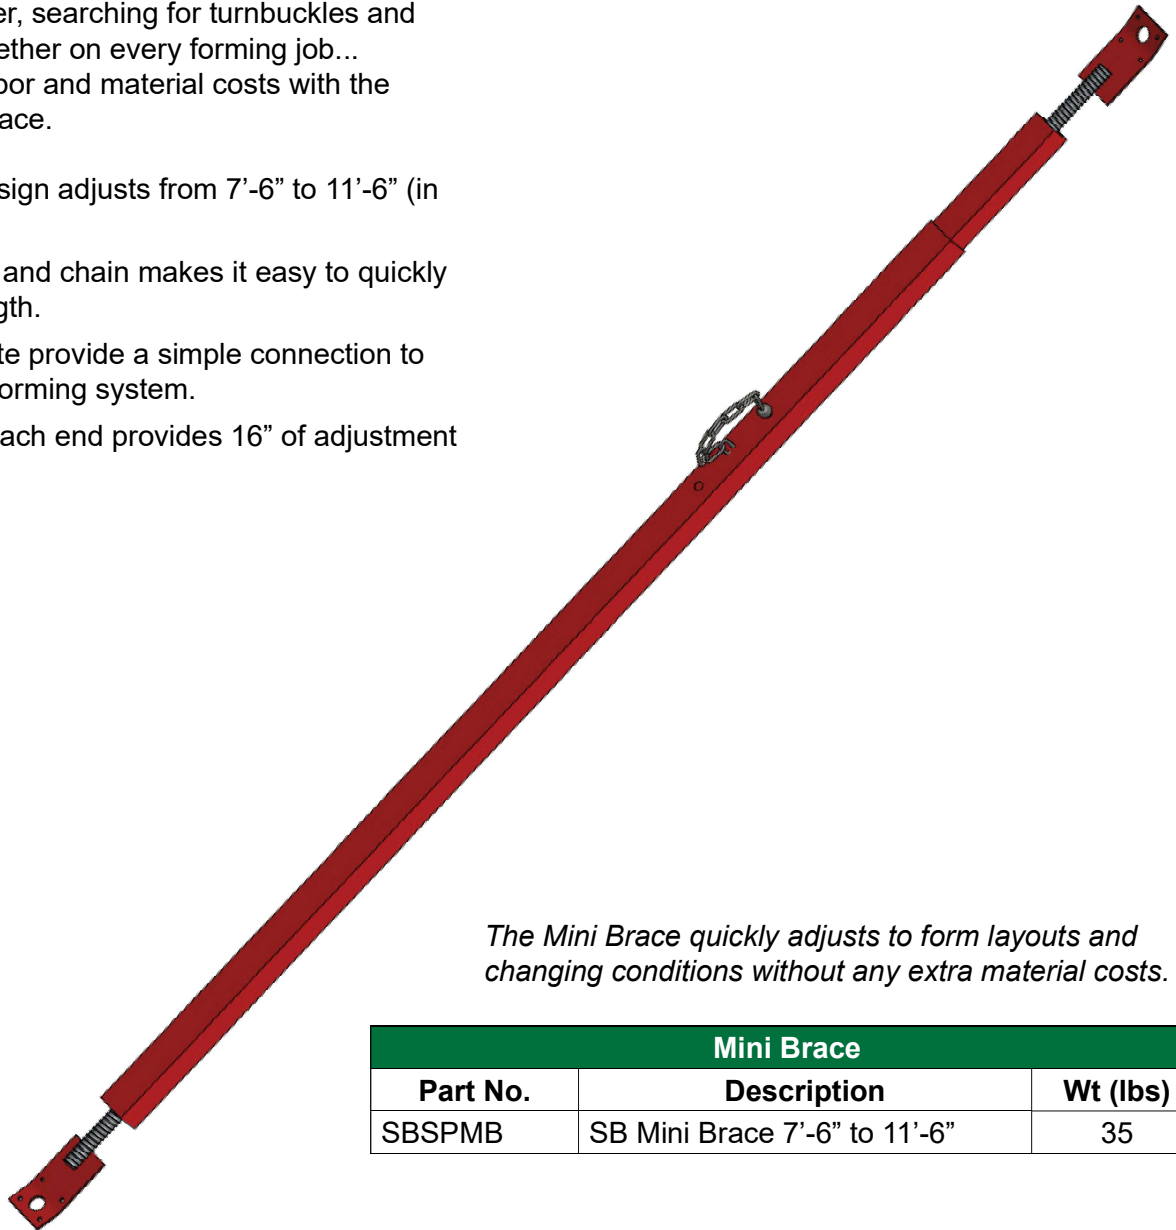 er, searching for turnbuckles and
ether on every forming job...
oor and material costs with the
ace.
sign adjusts from 7’-6” to 11’-6” (in
and chain makes it easy to quickly
gth.
te provide a simple connection to
forming system.
each end provides 16” of adjustment
The Mini Brace quickly adjusts to form layouts and
changing conditions without any extra material costs.
Mini Brace
Part No. Description Wt (lbs)
SBSPMB SB Mini Brace 7’-6” to 11’-6” 35